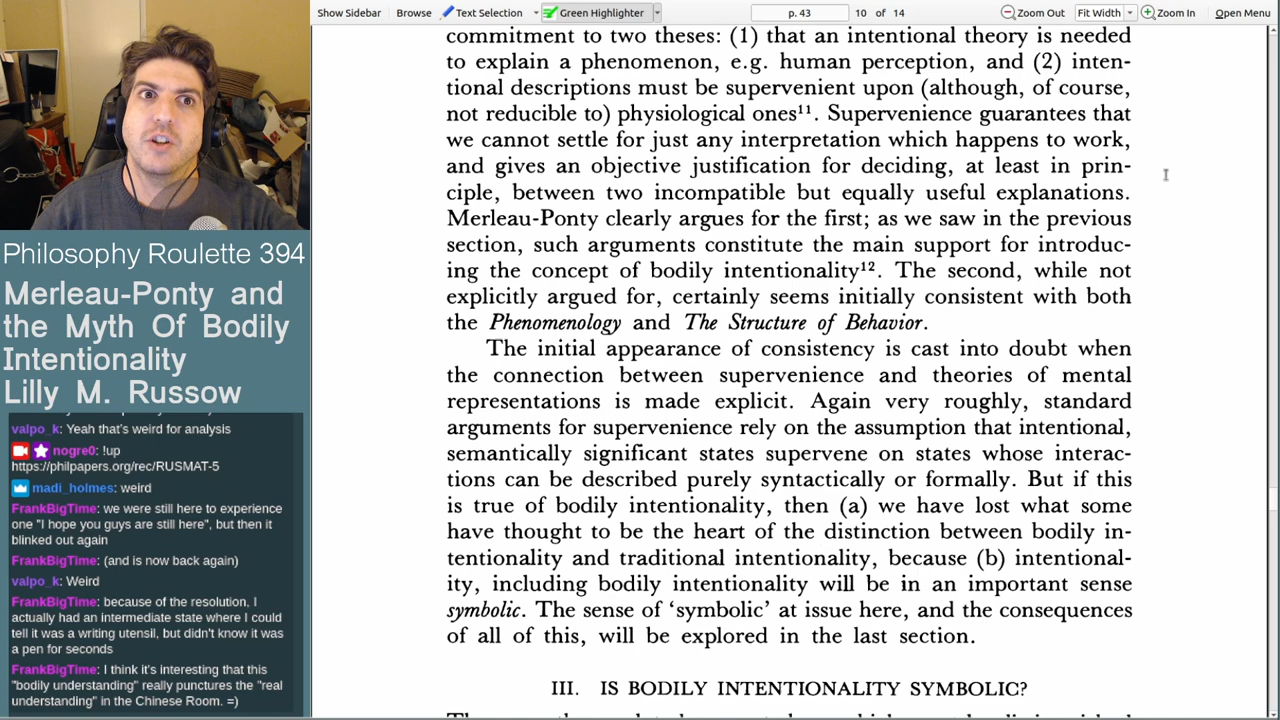 Show Sidebar Browse Text Selection Green Highlighter p. 43 10 of 14 Zoom Out Fit Width Zoom In Open Menu
commitment to two theses: (1) that an intentional theory is needed
to explain a phenomenon, e.g. human perception, and (2) inten-
tional descriptions must be supervenient upon (although, of course,
not reducible to) physiological ones¹¹. Supervenience guarantees that
we cannot settle for just any interpretation which happens to work,
and gives an objective justification for deciding, at least in prin-
ciple, between two incompatible but equally useful explanations.
Merleau-Ponty clearly argues for the first; as we saw in the previous
section, such arguments constitute the main support for introduc-
ing the concept of bodily intentionality¹². The second, while not
explicitly argued for, certainly seems initially consistent with both
the Phenomenology and The Structure of Behavior.
The initial appearance of consistency is cast into doubt when
the connection between supervenience and theories of mental
representations is made explicit. Again very roughly, standard
arguments for supervenience rely on the assumption that intentional,
semantically significant states supervene on states whose interac-
tions can be described purely syntactically or formally. But if this
is true of bodily intentionality, then (a) we have lost what some
have thought to be the heart of the distinction between bodily in-
tentionality and traditional intentionality, because (b) intentional-
ity, including bodily intentionality will be in an important sense
symbolic. The sense of ‘symbolic’ at issue here, and the consequences
of all of this, will be explored in the last section.
III. IS BODILY INTENTIONALITY SYMBOLIC?
Philosophy Roulette 394
Merleau-Ponty and
the Myth Of Bodily
Intentionality
Lilly M. Russow
valpo_k: Yeah that's weird for analysis
nogre0: !up
https://philpapers.org/rec/RUSMAT-5
madi_holmes: weird
FrankBigTime: we were still here to experience
one "I hope you guys are still here", but then it
blinked out again
FrankBigTime: (and is now back again)
valpo_k: Weird
FrankBigTime: because of the resolution, I
actually had an intermediate state where I could
tell it was a writing utensil, but didn't know it was
a pen for seconds
FrankBigTime: I think it's interesting that this
"bodily understanding" really punctures the "real
understanding" in the Chinese Room. =)